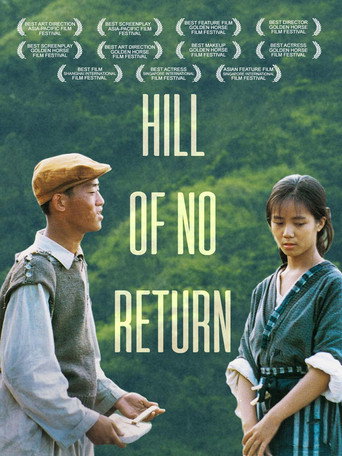 BEST ART DIRECTION
ASIA-PACIFIC FILM
FESTIVAL
BEST SCREENPLAY
ASIA-PACIFIC FILM
FESTIVAL
BEST FEATURE FILM
GOLDEN HORSE
FILM FESTIVAL
BEST DIRECTOR
GOLDEN HORSE
FILM FESTIVAL
BEST SCREENPLAY
GOLDEN HORSE
FILM FESTIVAL
BEST ART DIRECTION
GOLDEN HORSE
FILM FESTIVAL
BEST MAKEUP
GOLDEN HORSE
FILM FESTIVAL
BEST ACTRESS
GOLDEN HORSE
FILM FESTIVAL
BEST FILM
SHANGHAI INTERNATIONAL
FILM FESTIVAL
BEST ACTRESS
SINGAPORE INTERNATIONAL
FILM FESTIVAL
ASIAN FEATURE FILM
SINGAPORE INTERNATIONAL
FILM FESTIVAL
HILL
OF NO
RETURN